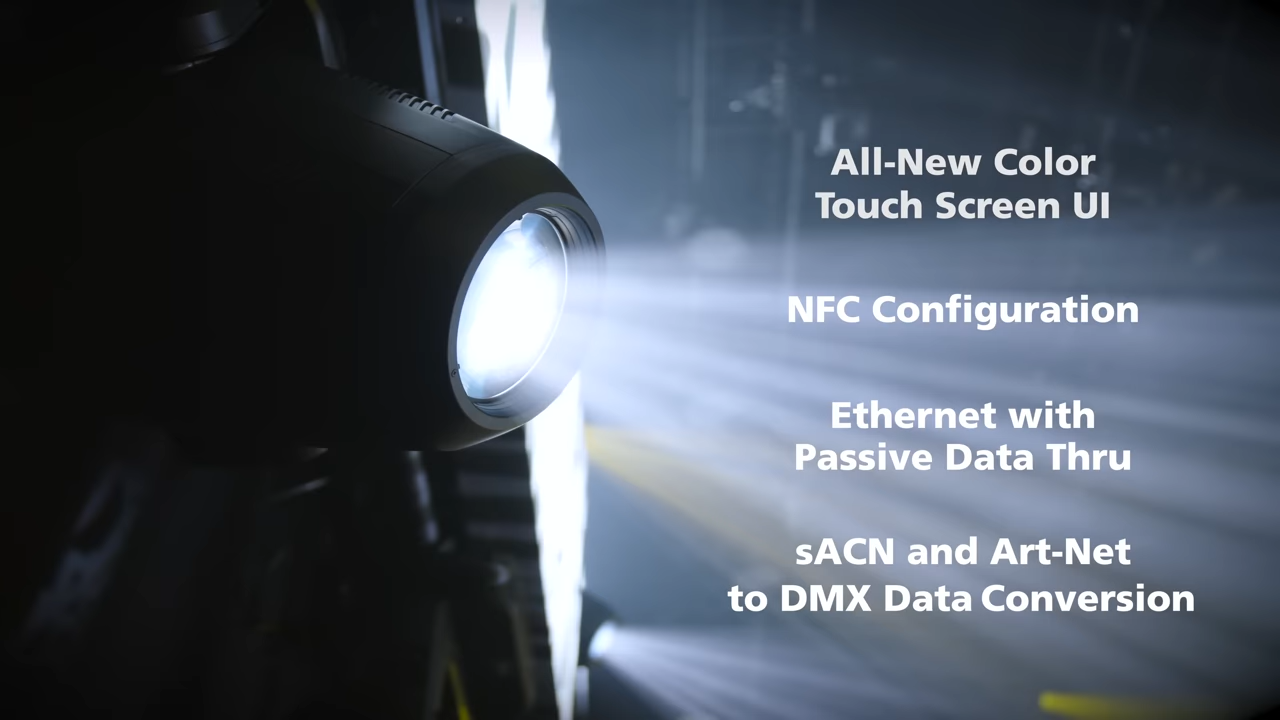 All-New Color
Touch Screen UI
NFC Configuration
Ethernet with
Passive Data Thru
sACN and Art-Net
to DMX Data Conversion